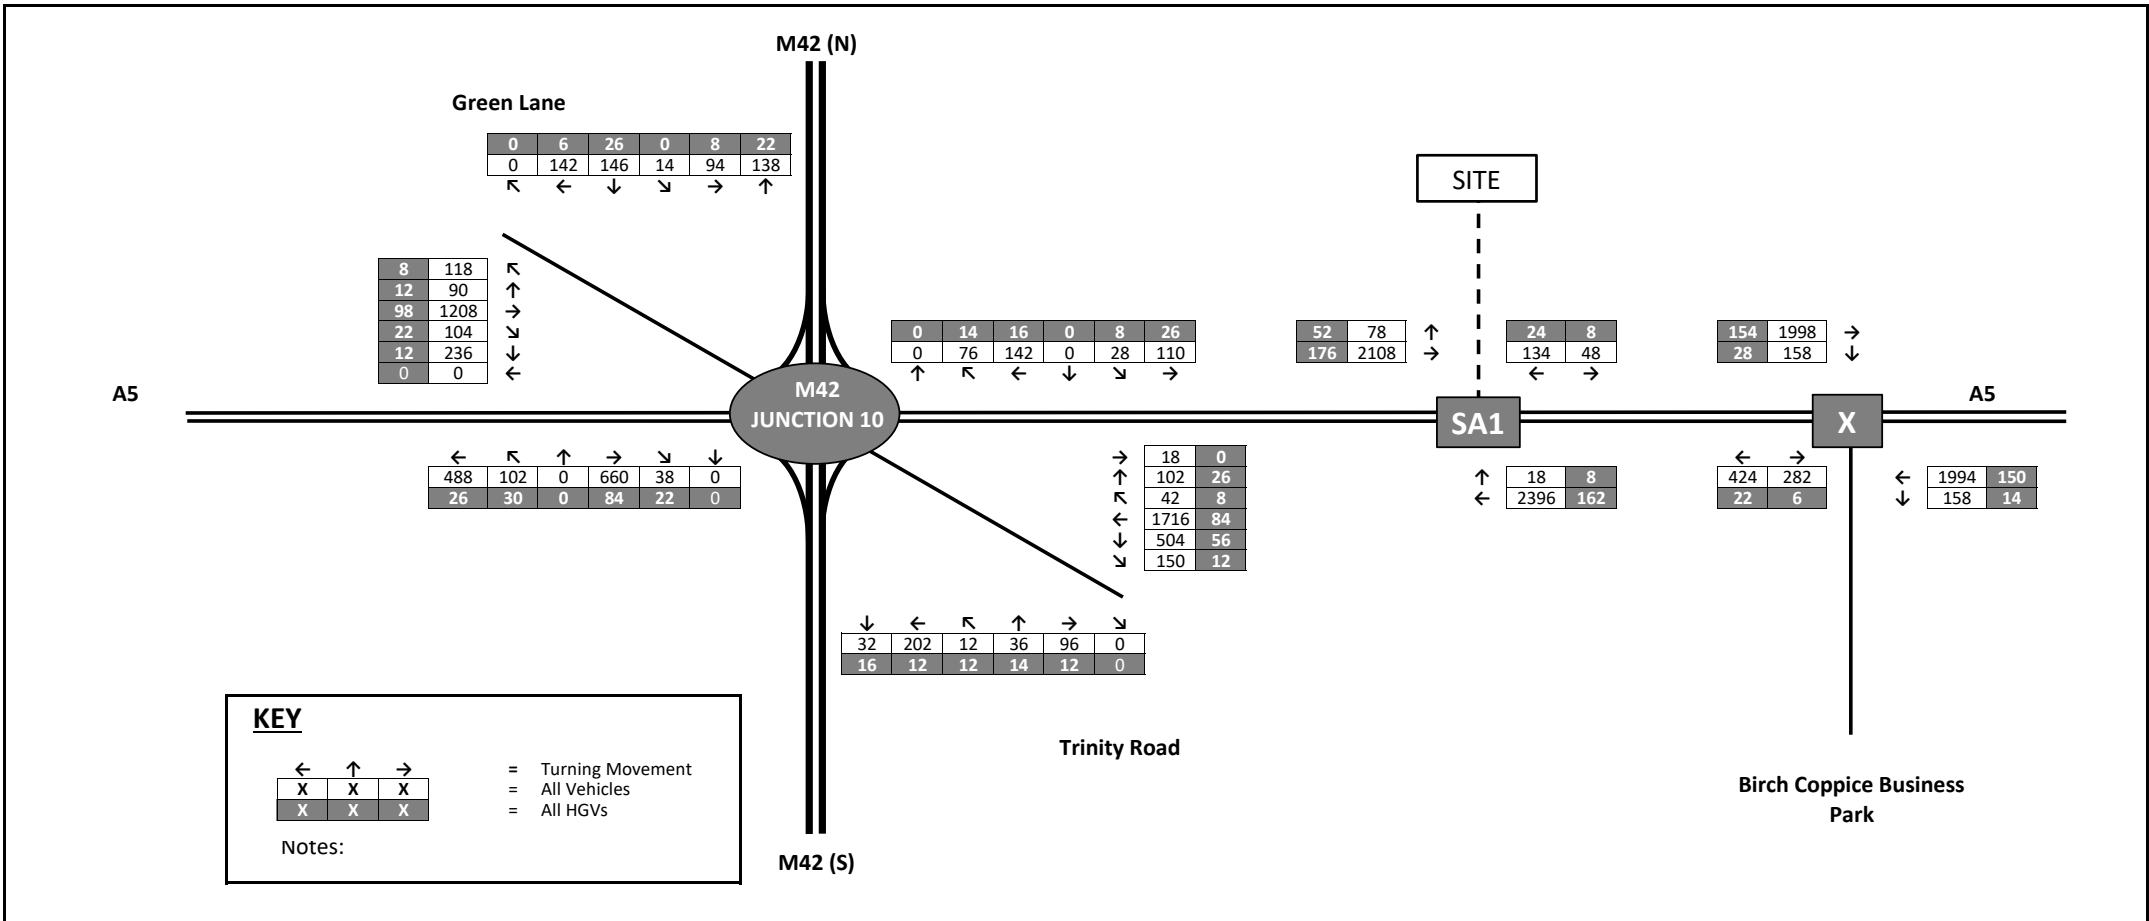 M42 (N)
Green Lane
0 6 26 0 8 22
0 142 146 14 94 138
↖ ← ↓ ↘ → ↑
SITE
8 118 ↖
12 90 ↑
98 1208 →
22 104 ↘
12 236 ↓
0 0 ←
0 14 16 0 8 26
0 76 142 0 28 110
↑ ↖ ← ↓ ↘ →
52 78 ↑
176 2108 →
24 8
134 48
← →
154 1998 →
28 158 ↓
A5
M42
JUNCTION 10
SA1
X
A5
← ↖ ↑ → ↘ ↓
488 102 0 660 38 0
26 30 0 84 22 0
→ 18 0
↑ 102 26
↖ 42 8
← 1716 84
↓ 504 56
↘ 150 12
↑ 18 8
← 2396 162
← →
424 282
22 6
← 1994 150
↓ 158 14
↓ ← ↖ ↑ → ↘
32 202 12 36 96 0
16 12 12 14 12 0
Trinity Road
Birch Coppice Business
Park
KEY
← ↑ → = Turning Movement
X X X = All Vehicles
X X X = All HGVs
Notes:
M42 (S)